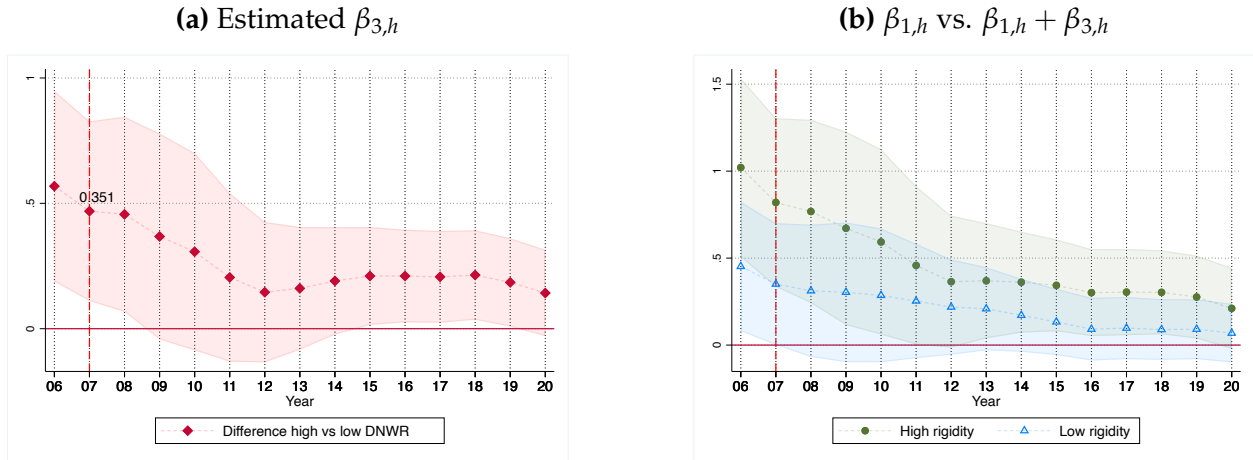 (a) Estimated β3,h
1
.5
0
0.351
06 07 08 09 10 11 12 13 14 15 16 17 18 19 20
Year
Difference high vs low DNWR
(b) β1,h vs. β1,h + β3,h
1.5
1
.5
0
06 07 08 09 10 11 12 13 14 15 16 17 18 19 20
Year
High rigidity Low rigidity